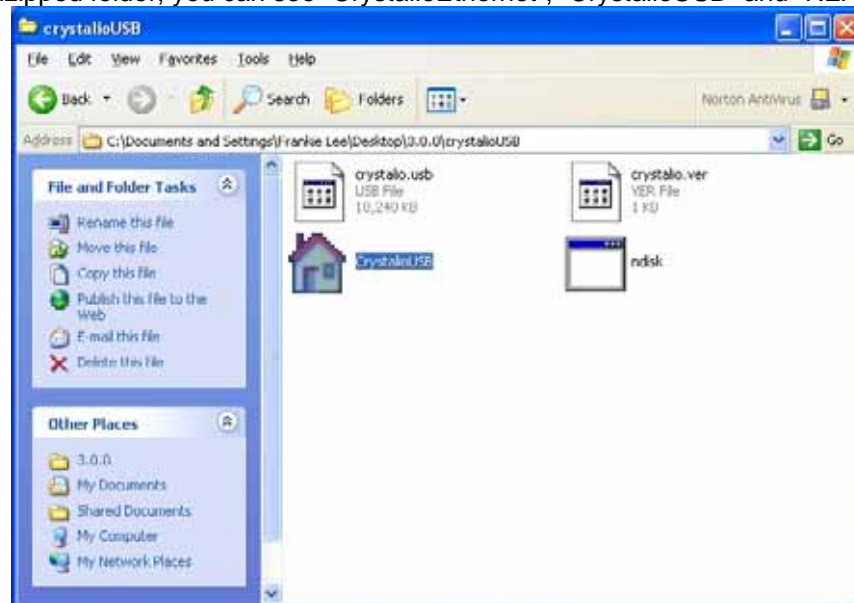 zipped folder, you can see "CrystalioEthernet", "CrystalioUSB" and
crystalioUSB
File Edit View Favorites Tools Help
Back Search Folders Norton AntiVirus
Address C:\Documents and Settings\Frankie Lee\Desktop\3.0.0\crystalioUSB Go
File and Folder Tasks
Rename this file
Move this file
Copy this file
Publish this file to the
Web
E-mail this file
Delete this file
Other Places
3.0.0
My Documents
Shared Documents
My Computer
My Network Places
crystalo.usb
USB File
10,240 KB
crystalo.ver
VER File
1 KB
CrystalioUSB
ndisk